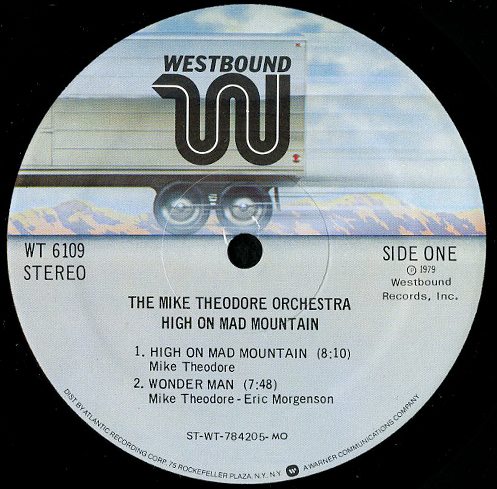 WESTBOUND
W
WT 6109
STEREO
SIDE ONE
Ⓟ 1979
Westbound
Records, Inc.
THE MIKE THEODORE ORCHESTRA
HIGH ON MAD MOUNTAIN
1. HIGH ON MAD MOUNTAIN (8:10)
Mike Theodore
2. WONDER MAN (7:48)
Mike Theodore - Eric Morgenson
ST-WT-784205-MO
DIST BY ATLANTIC RECORDING CORP. 75 ROCKEFELLER PLAZA, N.Y., N.Y. W A WARNER COMMUNICATIONS COMPANY